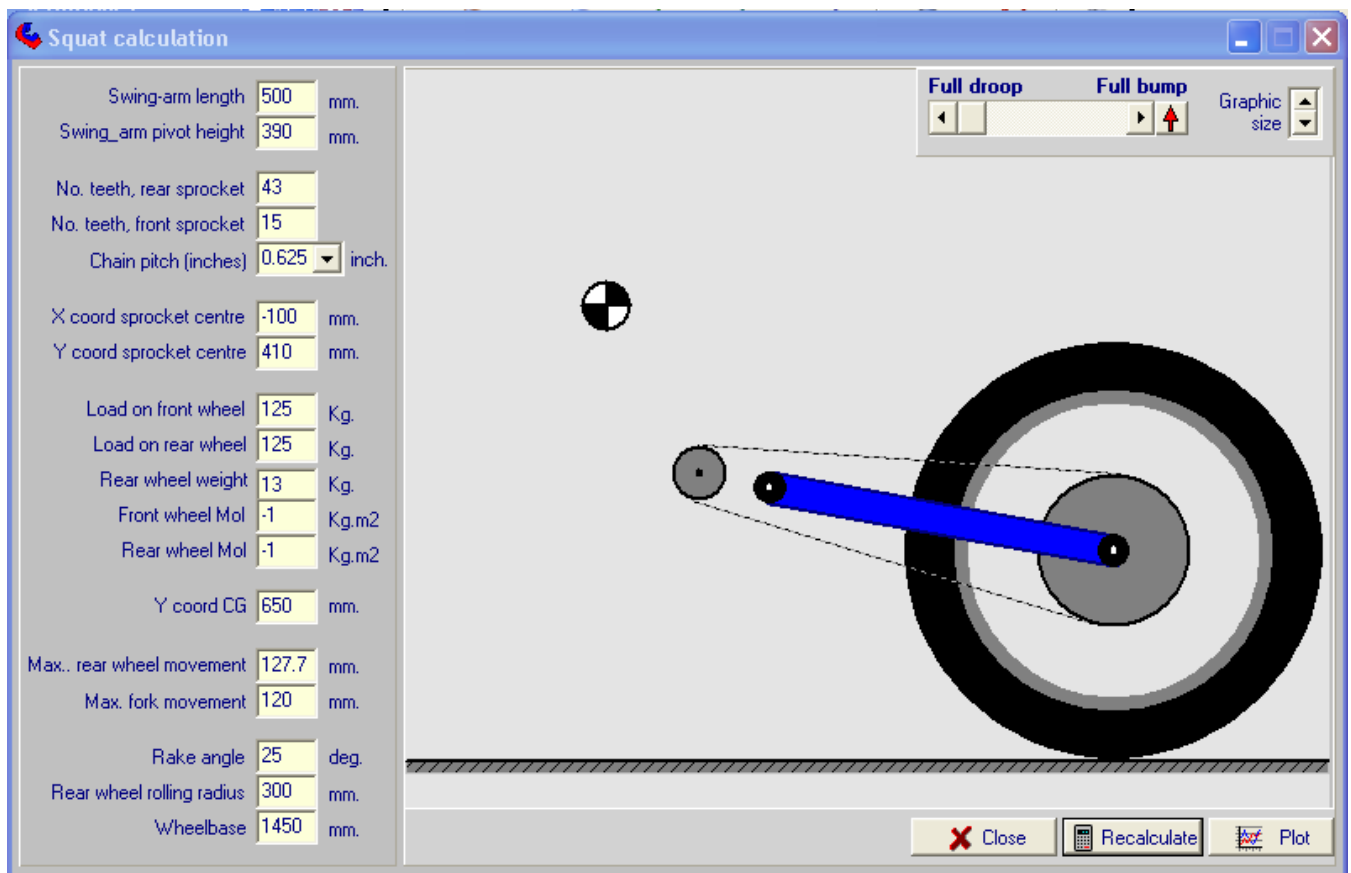 Squat calculation
Swing-arm length 500 mm.
Swing_arm pivot height 390 mm.
No. teeth, rear sprocket 43
No. teeth, front sprocket 15
Chain pitch (inches) 0.625 inch.
X coord sprocket centre -100 mm.
Y coord sprocket centre 410 mm.
Load on front wheel 125 Kg.
Load on rear wheel 125 Kg.
Rear wheel weight 13 Kg.
Front wheel MoI -1 Kg.m2
Rear wheel MoI -1 Kg.m2
Y coord CG 650 mm.
Max.. rear wheel movement 127.7 mm.
Max. fork movement 120 mm.
Rake angle 25 deg.
Rear wheel rolling radius 300 mm.
Wheelbase 1450 mm.
Full droop Full bump
Graphic
size
Close Recalculate Plot